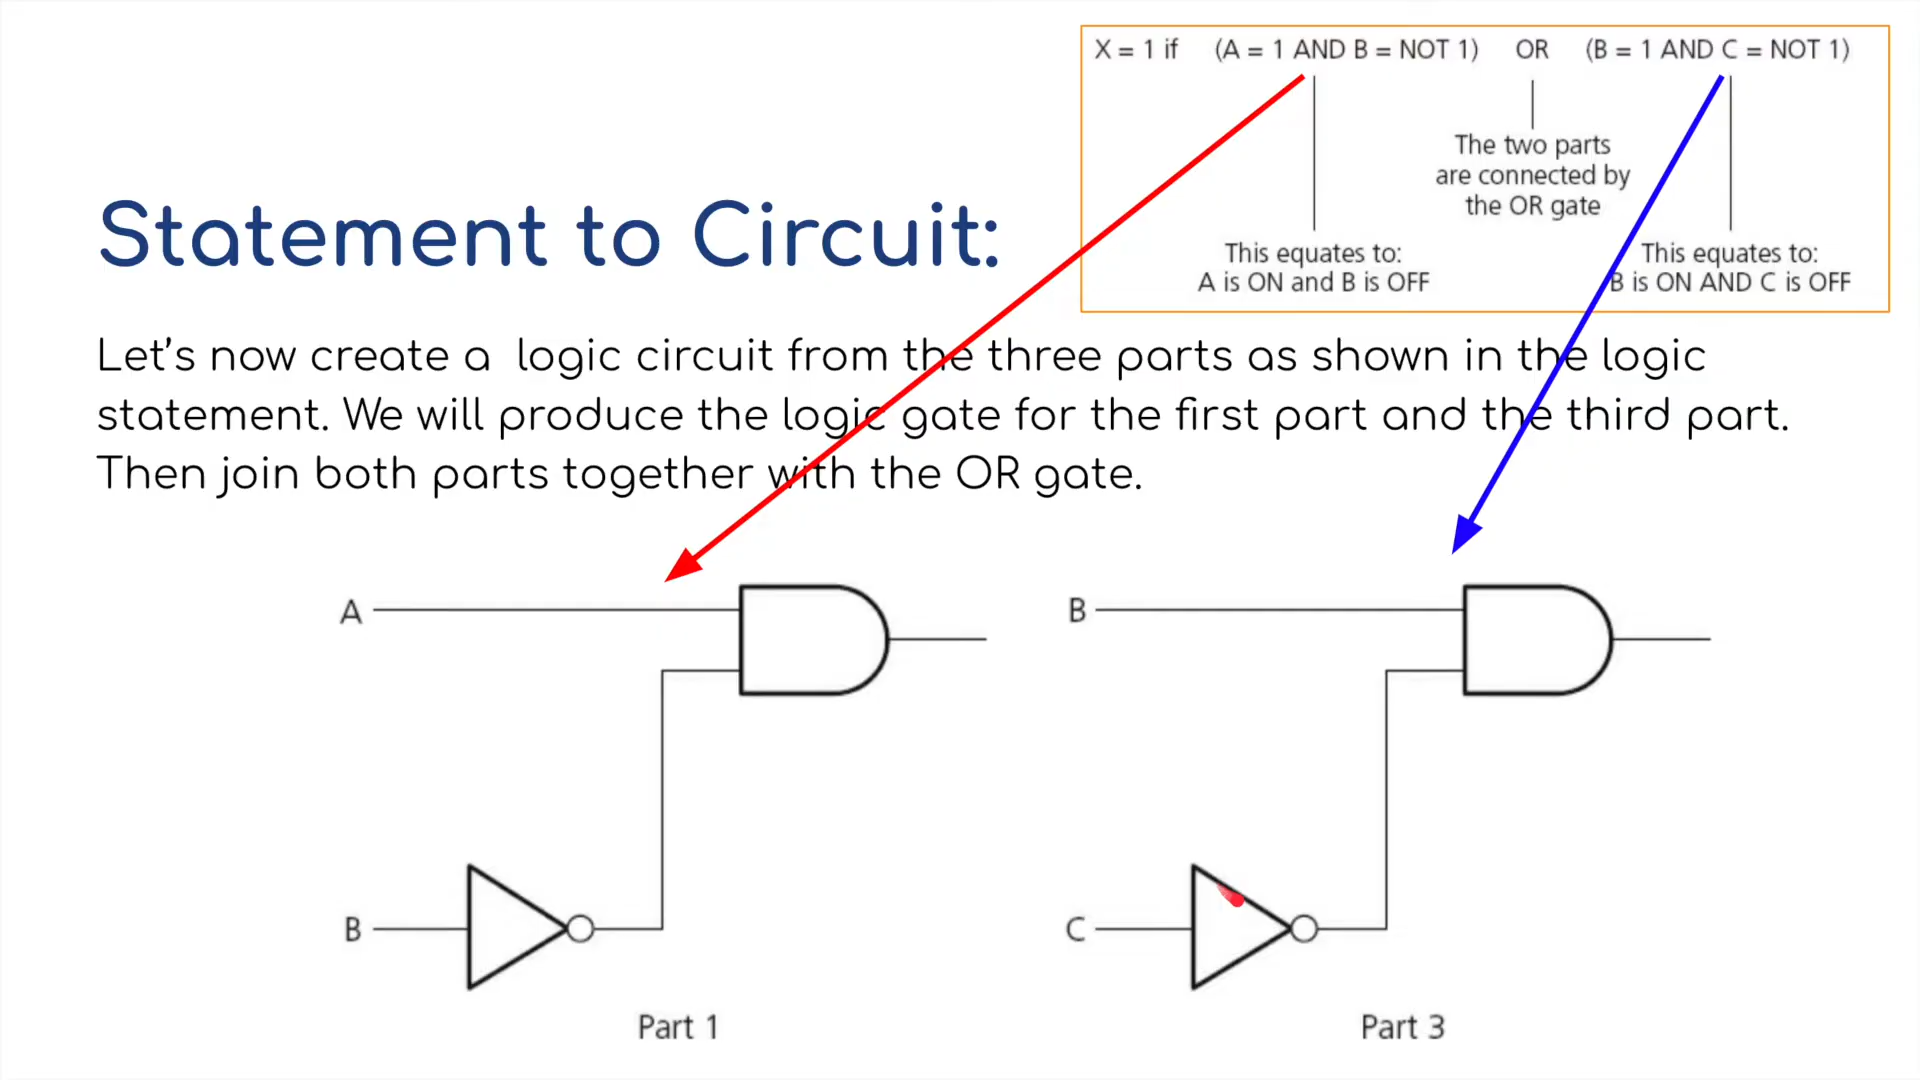 X = 1 if (A = 1 AND B = NOT 1) OR (B = 1 AND C = NOT 1)
The two parts
are connected by
the OR gate
This equates to:
A is ON and B is OFF
This equates to:
B is ON AND C is OFF
Statement to Circuit:
Let's now create a logic circuit from the three parts as shown in the logic
statement. We will produce the logic gate for the first part and the third part.
Then join both parts together with the OR gate.
A
B
Part 1
B
C
Part 3